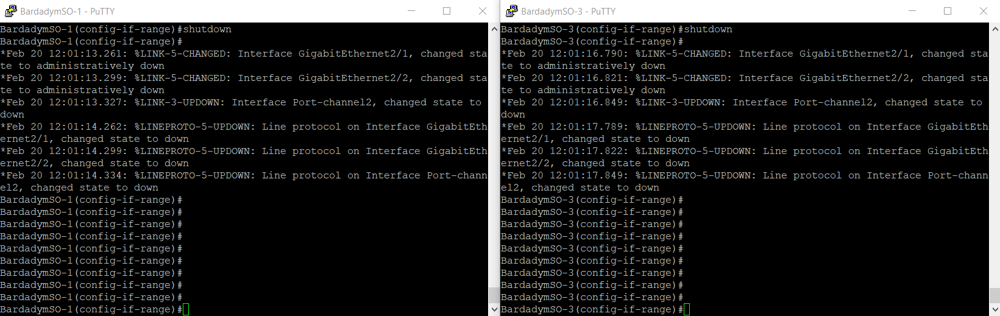 BardadymSO-1 - PuTTY
BardadymSO-1(config-if-range)#shutdown
BardadymSO-1(config-if-range)#
*Feb 20 12:01:13.261: %LINK-5-CHANGED: Interface GigabitEthernet2/1, changed sta
te to administratively down
*Feb 20 12:01:13.299: %LINK-5-CHANGED: Interface GigabitEthernet2/2, changed sta
te to administratively down
*Feb 20 12:01:13.327: %LINK-3-UPDOWN: Interface Port-channel2, changed state to
down
*Feb 20 12:01:14.262: %LINEPROTO-5-UPDOWN: Line protocol on Interface GigabitEth
ernet2/1, changed state to down
*Feb 20 12:01:14.299: %LINEPROTO-5-UPDOWN: Line protocol on Interface GigabitEth
ernet2/2, changed state to down
*Feb 20 12:01:14.334: %LINEPROTO-5-UPDOWN: Line protocol on Interface Port-chann
el2, changed state to down
BardadymSO-1(config-if-range)#
BardadymSO-1(config-if-range)#
BardadymSO-1(config-if-range)#
BardadymSO-1(config-if-range)#
BardadymSO-1(config-if-range)#
BardadymSO-1(config-if-range)#
BardadymSO-1(config-if-range)#
BardadymSO-1(config-if-range)#
BardadymSO-1(config-if-range)#
BardadymSO-1(config-if-range)#
BardadymSO-3 - PuTTY
BardadymSO-3(config-if-range)#shutdown
BardadymSO-3(config-if-range)#
*Feb 20 12:01:16.790: %LINK-5-CHANGED: Interface GigabitEthernet2/1, changed sta
te to administratively down
*Feb 20 12:01:16.821: %LINK-5-CHANGED: Interface GigabitEthernet2/2, changed sta
te to administratively down
*Feb 20 12:01:16.849: %LINK-3-UPDOWN: Interface Port-channel2, changed state to
down
*Feb 20 12:01:17.789: %LINEPROTO-5-UPDOWN: Line protocol on Interface GigabitEth
ernet2/1, changed state to down
*Feb 20 12:01:17.822: %LINEPROTO-5-UPDOWN: Line protocol on Interface GigabitEth
ernet2/2, changed state to down
*Feb 20 12:01:17.849: %LINEPROTO-5-UPDOWN: Line protocol on Interface Port-chann
el2, changed state to down
BardadymSO-3(config-if-range)#
BardadymSO-3(config-if-range)#
BardadymSO-3(config-if-range)#
BardadymSO-3(config-if-range)#
BardadymSO-3(config-if-range)#
BardadymSO-3(config-if-range)#
BardadymSO-3(config-if-range)#
BardadymSO-3(config-if-range)#
BardadymSO-3(config-if-range)#
BardadymSO-3(config-if-range)#